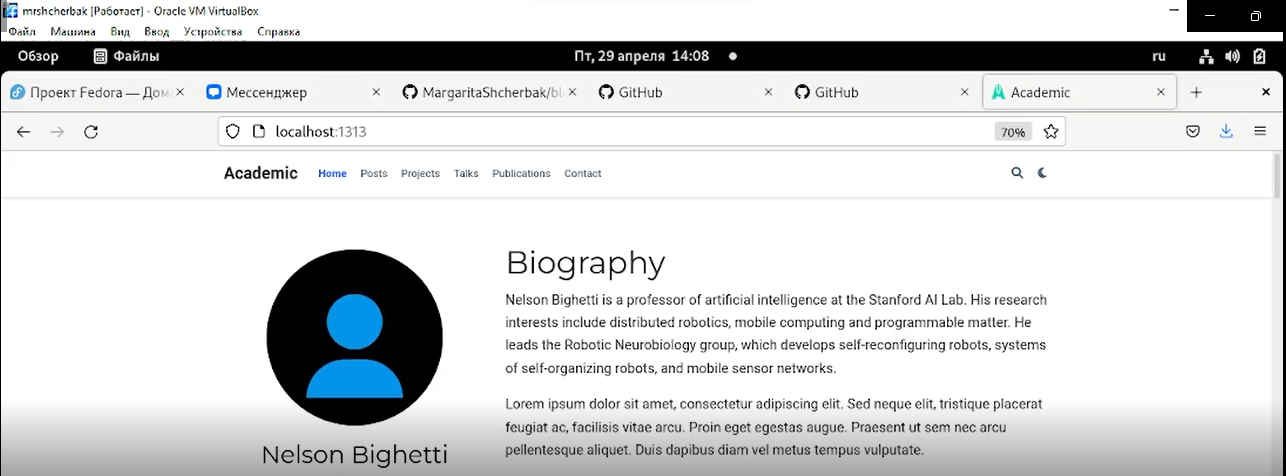 mrshcherbak [Работает] - Oracle VM VirtualBox
Файл Машина Вид Ввод Устройства Справка
Обзор Файлы Пт, 29 апреля 14:08 ru
Проект Fedora — Дом Мессенджер MargaritaShcherbak/bl GitHub GitHub Academic
localhost:1313 70%
Academic Home Posts Projects Talks Publications Contact
Biography
Nelson Bighetti is a professor of artificial intelligence at the Stanford AI Lab. His research
interests include distributed robotics, mobile computing and programmable matter. He
leads the Robotic Neurobiology group, which develops self-reconfiguring robots, systems
of self-organizing robots, and mobile sensor networks.
Lorem ipsum dolor sit amet, consectetur adipiscing elit. Sed neque elit, tristique placerat
feugiat ac, facilisis vitae arcu. Proin eget egestas augue. Praesent ut sem nec arcu
pellentesque aliquet. Duis dapibus diam vel metus tempus vulputate.
Nelson Bighetti